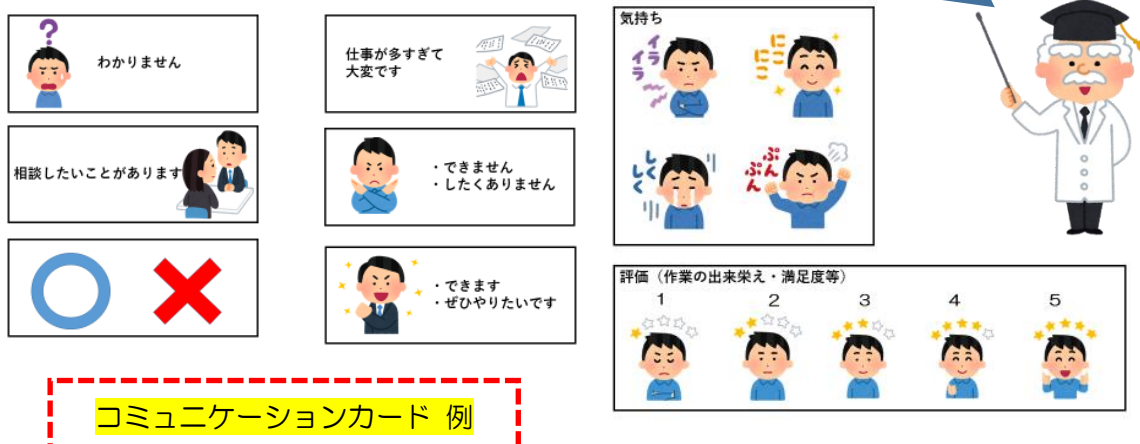 ?
わかりません
仕事が多すぎて
大変です
相談したいことがあります
・できません
・したくありません
・できます
・ぜひやりたいです
気持ち
イライラ
にこにこ
しくしく
ぷんぷん
評価（作業の出来栄え・満足度等）
1 2 3 4 5
コミュニケーションカード 例